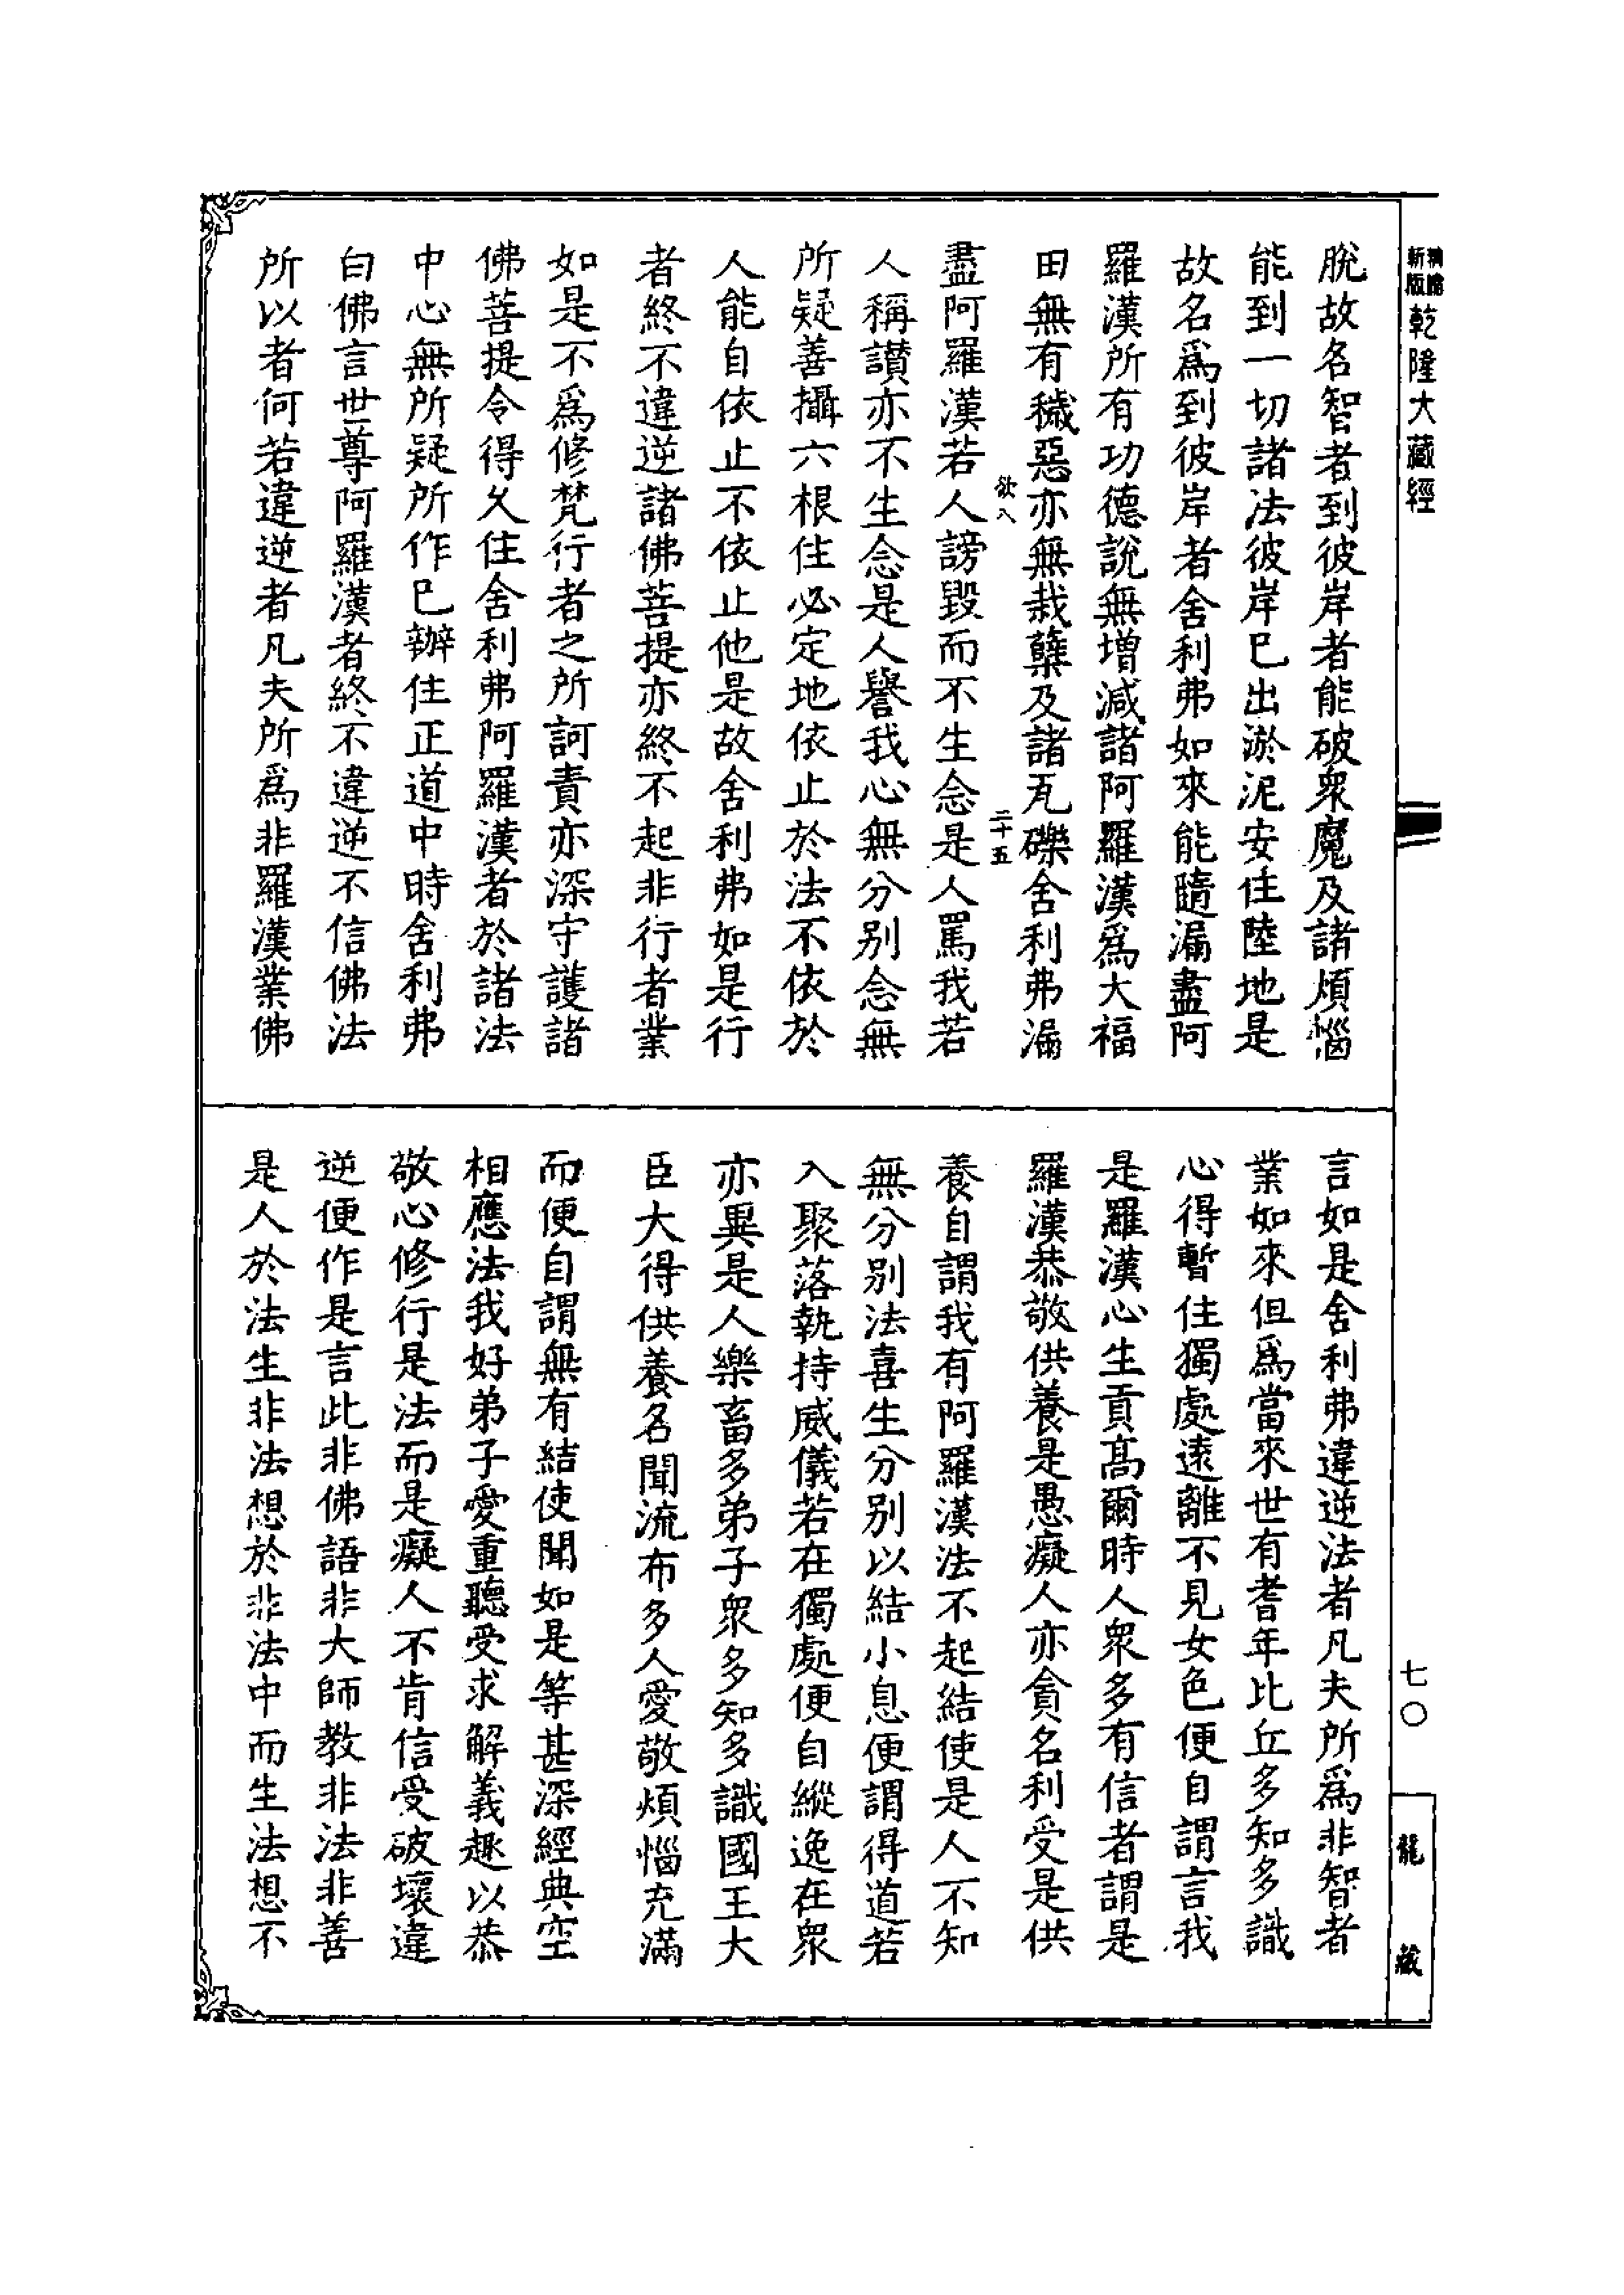 新版
乾隆大藏經
七〇
龍藏
脫故名智者到彼岸者能破衆魔及諸煩惱
能到一切諸法彼岸巳出淤泥安住陸地是
故名爲到彼岸者舍利弗如來能隨漏盡阿
羅漢所有功德說無增減諸阿羅漢爲大福
田無有穢惡亦無栽蘖及諸瓦礫舍利弗漏
欲八
二十五
盡阿羅漢若人謗毀而不生念是人罵我若
人稱讚亦不生念是人譽我心無分別念無
所疑善攝六根住必定地依止於法不依於
人能自依止不依止他是故舍利弗如是行
者終不違逆諸佛菩提亦終不起非行者業
如是不爲修梵行者之所訶責亦深守護諸
佛菩提令得久住舍利弗阿羅漢者於諸法
中心無所疑所作巳辦住正道中時舍利弗
白佛言世尊阿羅漢者終不違逆不信佛法
所以者何若違逆者凡夫所爲非羅漢業佛
言如是舍利弗違逆法者凡夫所爲非智者
業如來但爲當來世有耆年比丘多知多識
心得暫住獨處遠離不見女色便自謂言我
是羅漢心生貢高爾時人衆多有信者謂是
羅漢恭敬供養是愚癡人亦貪名利受是供
養自謂我有阿羅漢法不起結使是人不知
無分別法喜生分別以結小息便謂得道若
入聚落執持威儀若在獨處便自縱逸在衆
亦異是人樂畜多弟子衆多知多識國王大
臣大得供養名聞流布多人愛敬煩惱充滿
而便自謂無有結使聞如是等甚深經典空
相應法我好弟子愛重聽受求解義趣以恭
敬心修行是法而是癡人不肯信受破壞違
逆便作是言此非佛語非大師教非法非善
是人於法生非法想於非法中而生法想不